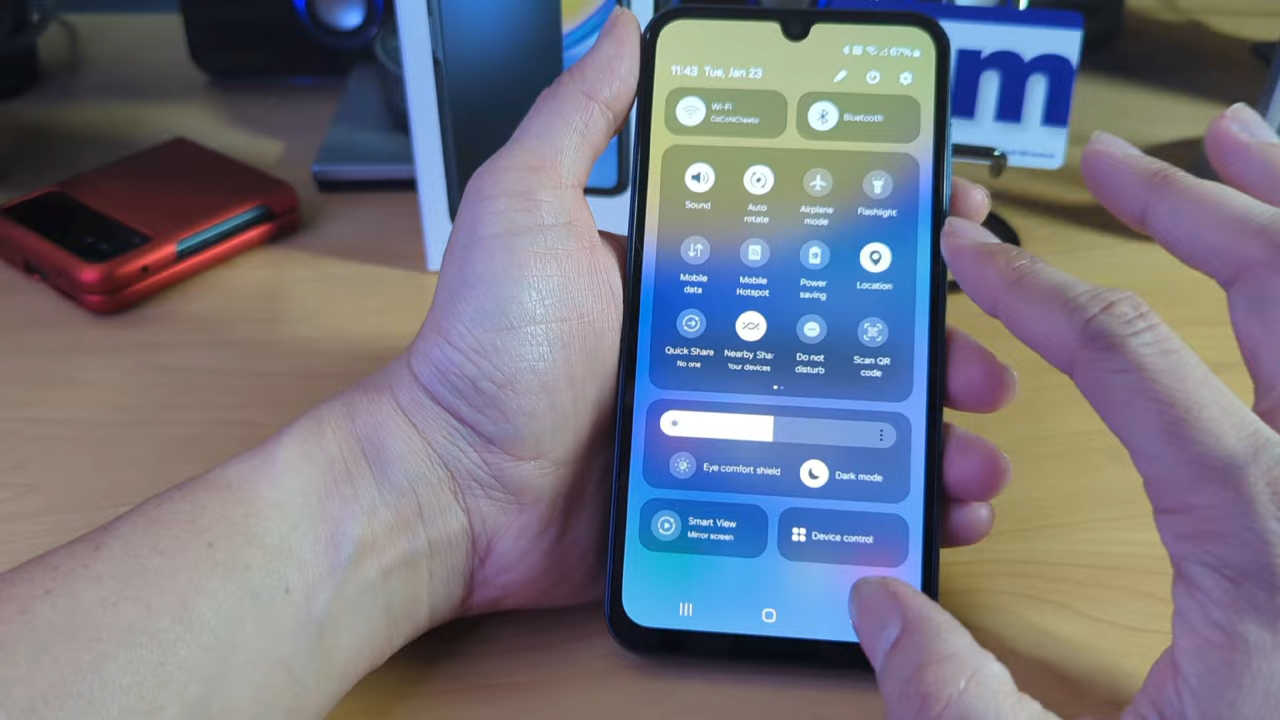 67%
11:43 Tue, Jan 23
Wi-Fi
CoCoNCheeto
Bluetooth
Sound
Auto
rotate
Airplane
mode
Flashlight
Mobile
data
Mobile
Hotspot
Power
saving
Location
Quick Share
No one
Nearby Shar
Your devices
Do not
disturb
Scan QR
code
Eye comfort shield
Dark mode
Smart View
Mirror screen
Device control
m